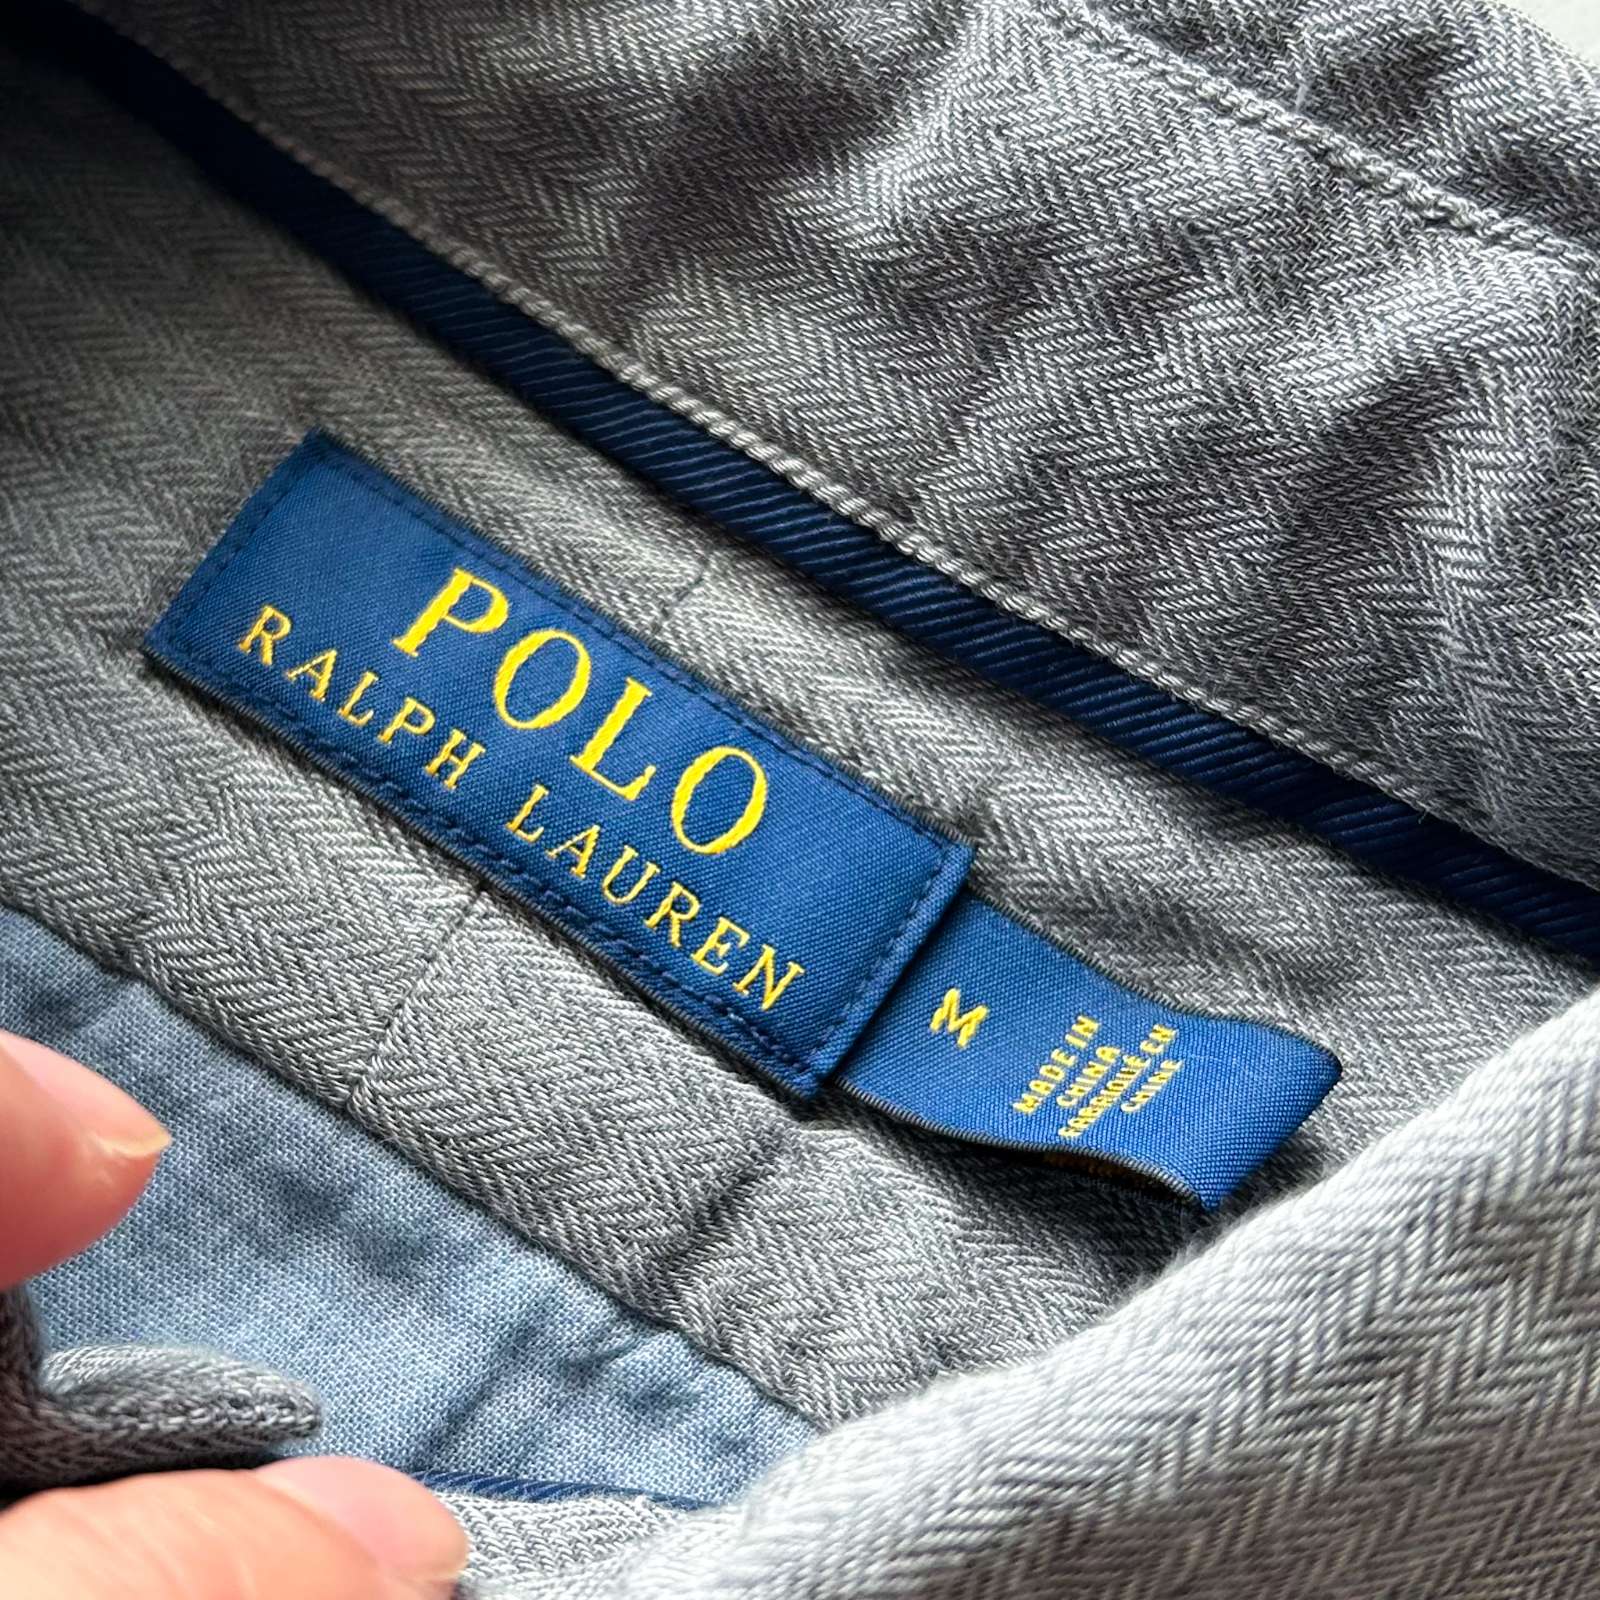 POLO
RALPH LAUREN
M
MADE IN
CHINA
FABRIQUÉ EN
CHINE